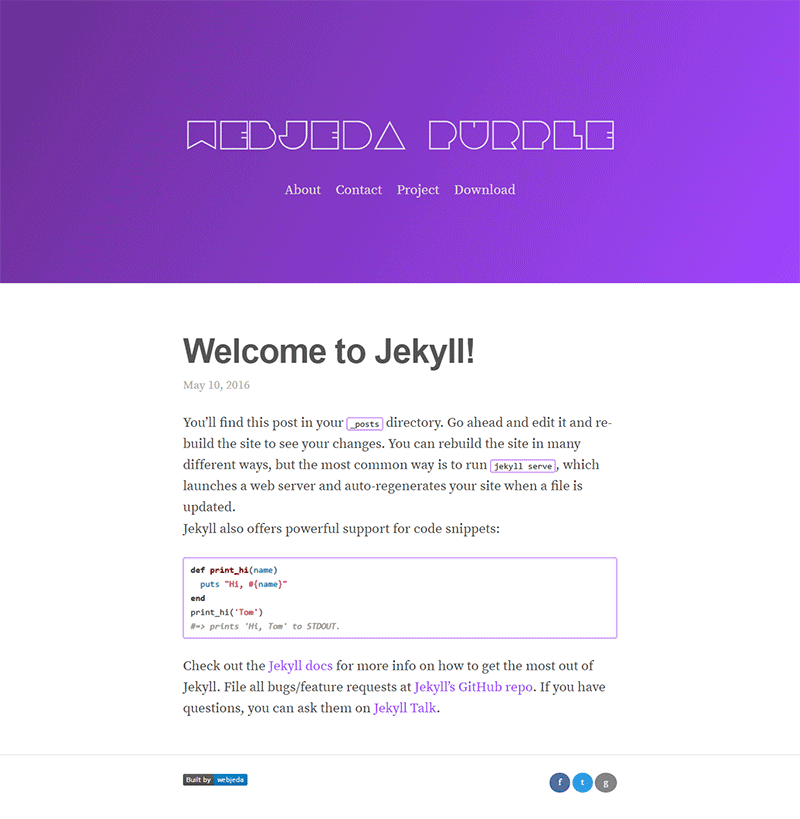 WEBJEDA PURPLE
About Contact Project Download
Welcome to Jekyll!
May 10, 2016
You’ll find this post in your _posts directory. Go ahead and edit it and re-
build the site to see your changes. You can rebuild the site in many
different ways, but the most common way is to run jekyll serve, which
launches a web server and auto-regenerates your site when a file is
updated.
Jekyll also offers powerful support for code snippets:
def print_hi(name)
  puts "Hi, #{name}"
end
print_hi('Tom')
#=> prints 'Hi, Tom' to STDOUT.
Check out the Jekyll docs for more info on how to get the most out of
Jekyll. File all bugs/feature requests at Jekyll’s GitHub repo. If you have
questions, you can ask them on Jekyll Talk.
Built by webjeda f t g